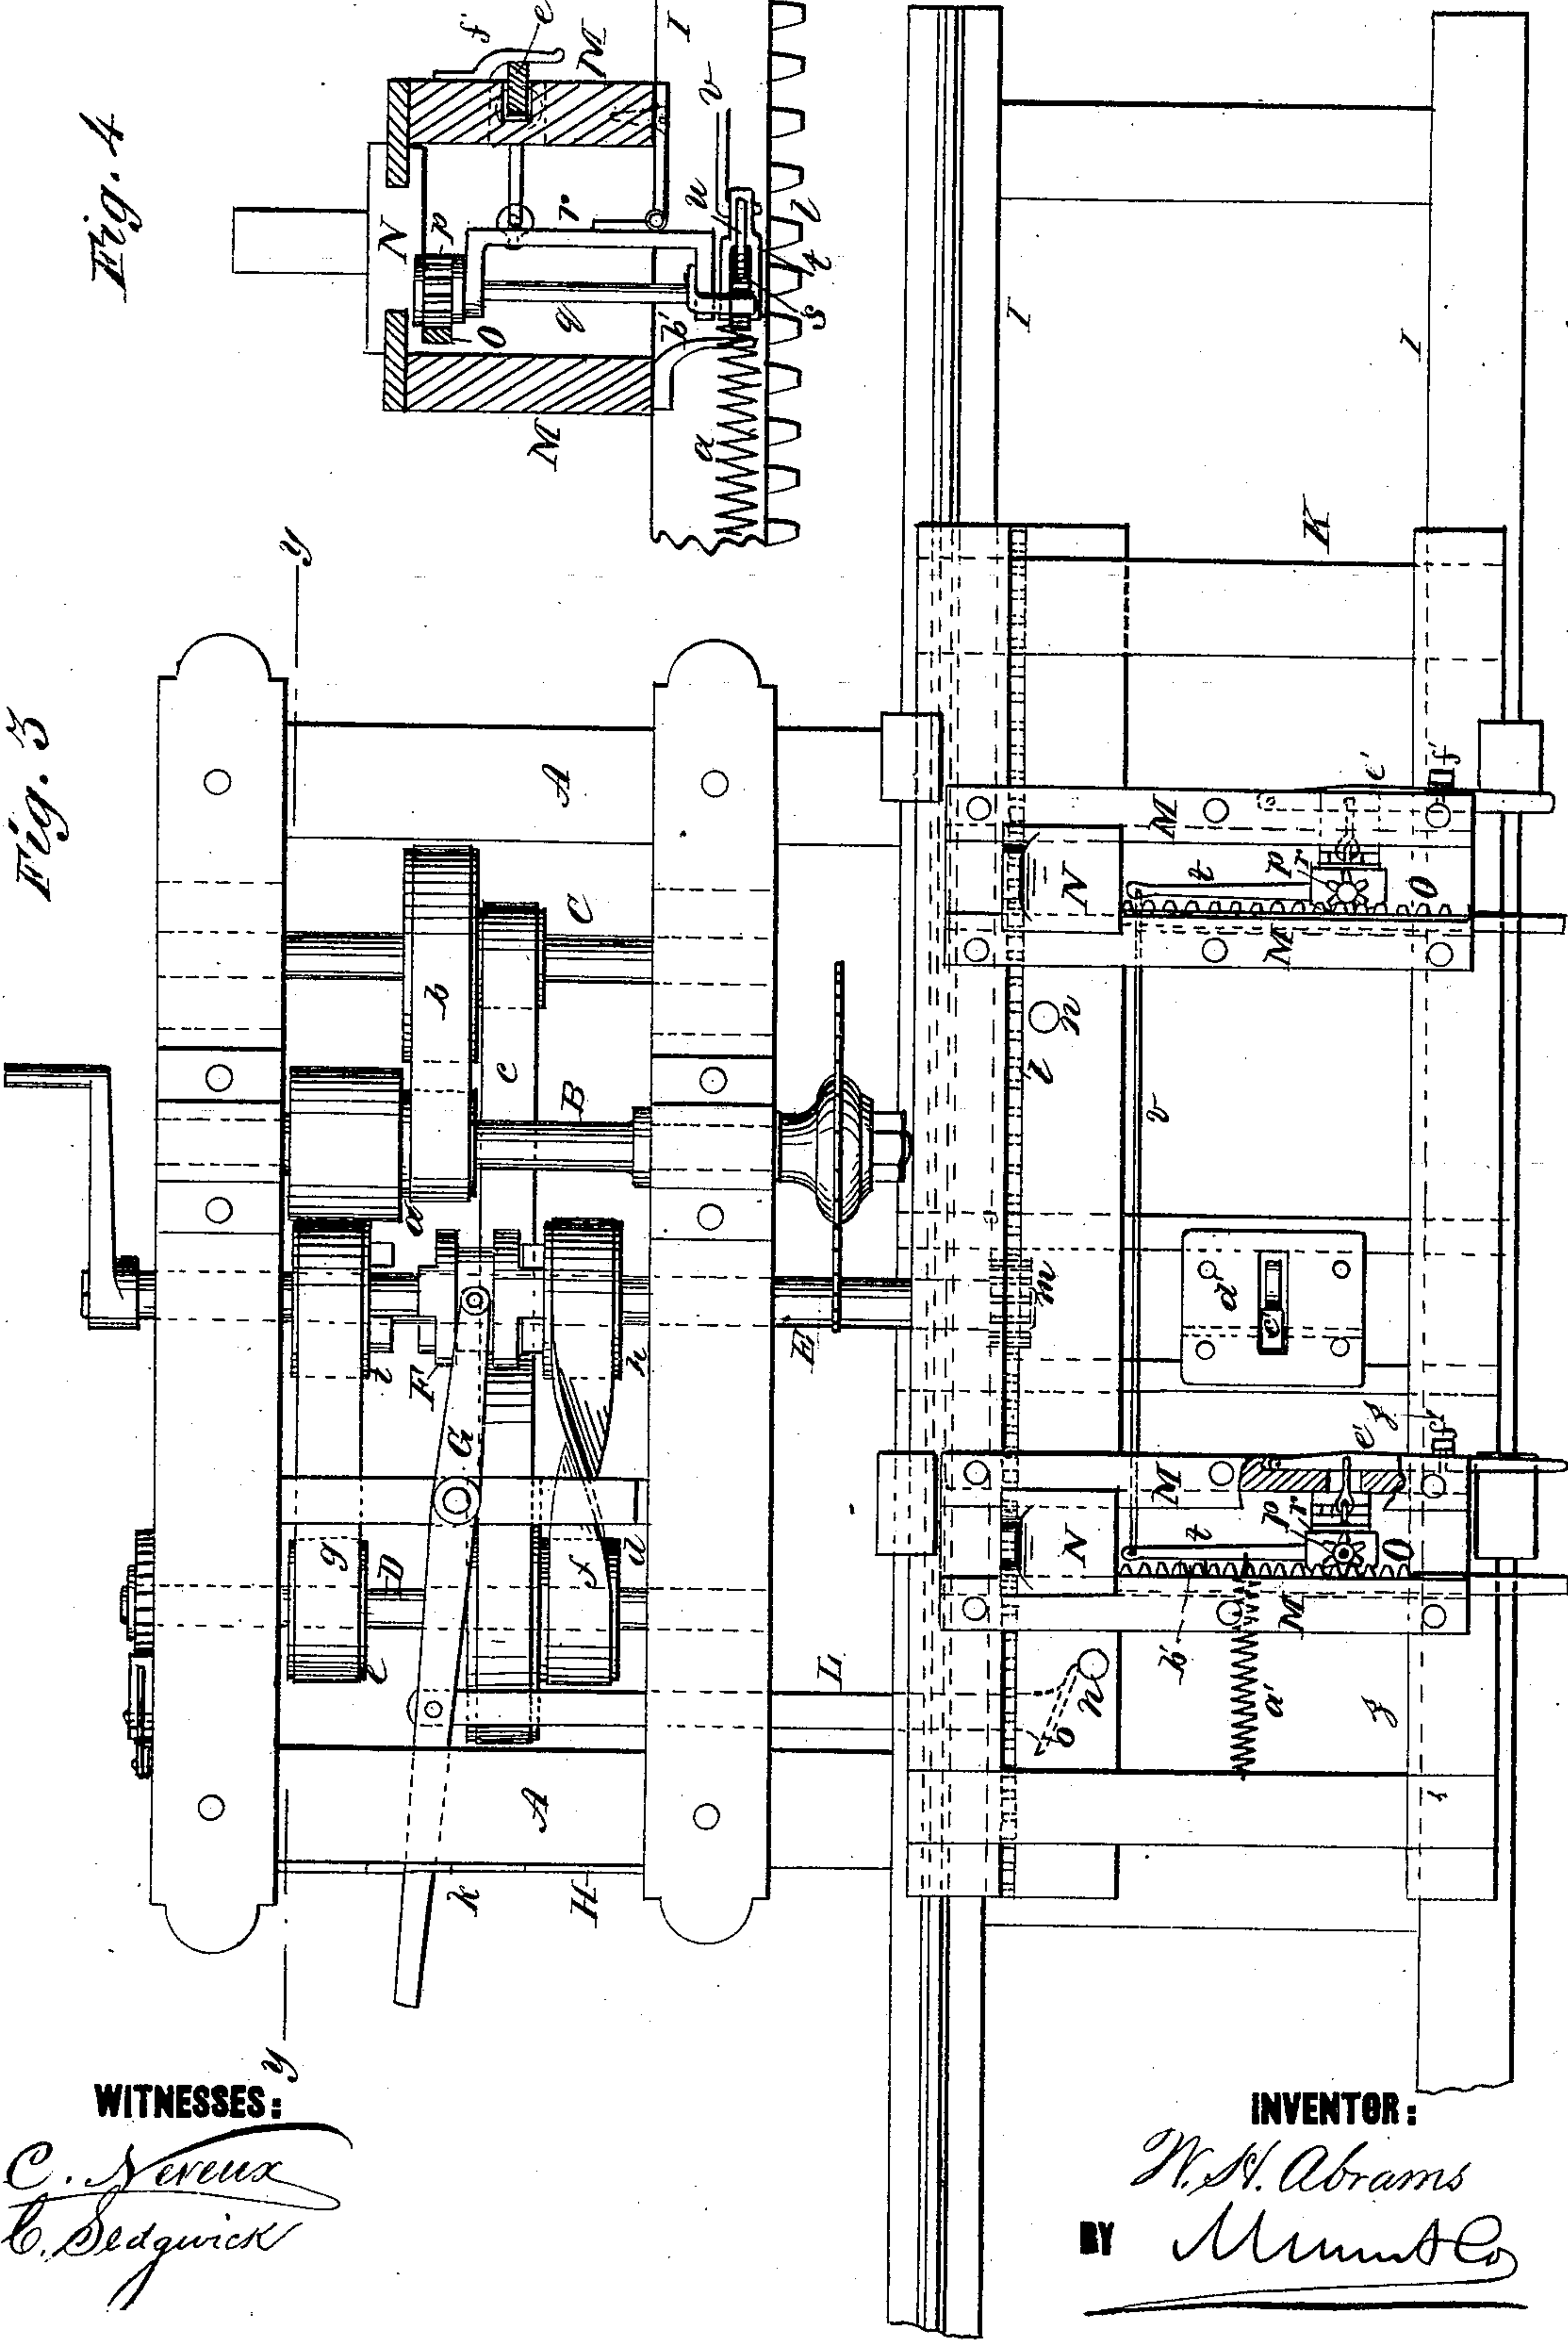 Fig. 4
f
e
M
N
p
r
I
v
u
l
O
q
b'
t
s
M
a
Fig. 3
y
A
I
I
K
b
C
c
B
a
M
e'
f'
N
t
p
r
O
M
n
l
v
i
F
G
h
E
m
d'
c'
g
D
f
d
L
M
e'
f'
z
N
t
p
r
O
M
b'
a'
n
o
z
A
k
H
y
WITNESSES:
C. Neveux
C. Sedgwick
INVENTOR:
W. H. Abrams
BY Munn & Co